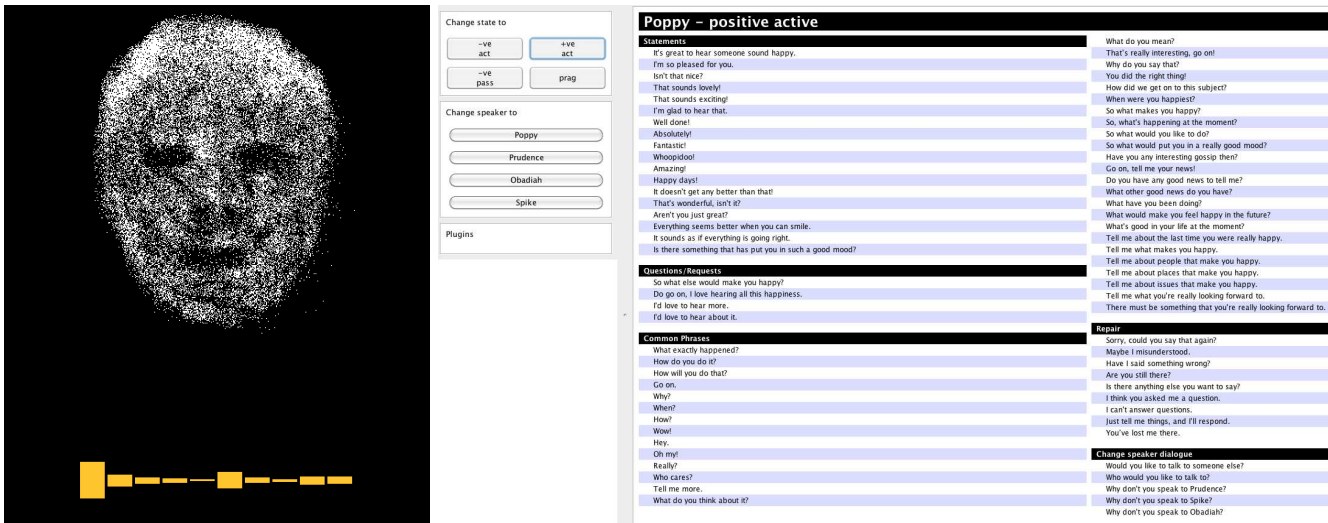 Change state to
-ve
act
+ve
act
-ve
pass
prag
Change speaker to
Poppy
Prudence
Obadiah
Spike
Plugins
Poppy - positive active
Statements
It's great to hear someone sound happy.
I'm so pleased for you.
Isn't that nice?
That sounds lovely!
That sounds exciting!
I'm glad to hear that.
Well done!
Absolutely!
Fantastic!
Whoopidoo!
Amazing!
Happy days!
It doesn't get any better than that!
That's wonderful, isn't it?
Aren't you just great?
Everything seems better when you can smile.
It sounds as if everything is going right.
Is there something that has put you in such a good mood?
Questions/Requests
So what else would make you happy?
Do go on, I love hearing all this happiness.
I'd love to hear more.
I'd love to hear about it.
Common Phrases
What exactly happened?
How do you do it?
How will you do that?
Go on.
Why?
When?
How?
Wow!
Hey.
Oh my!
Really?
Who cares?
Tell me more.
What do you think about it?
What do you mean?
That's really interesting, go on!
Why do you say that?
You did the right thing!
How did we get on to this subject?
When were you happiest?
So what makes you happy?
So, what's happening at the moment?
So what would you like to do?
So what would put you in a really good mood?
Have you any interesting gossip then?
Go on, tell me your news!
Do you have any good news to tell me?
What other good news do you have?
What have you been doing?
What would make you feel happy in the future?
What's good in your life at the moment?
Tell me about the last time you were really happy.
Tell me what makes you happy.
Tell me about people that make you happy.
Tell me about places that make you happy.
Tell me about issues that make you happy.
Tell me what you're really looking forward to.
There must be something that you're really looking forward to.
Repair
Sorry, could you say that again?
Maybe I misunderstood.
Have I said something wrong?
Are you still there?
Is there anything else you want to say?
I think you asked me a question.
I can't answer questions.
Just tell me things, and I'll respond.
You've lost me there.
Change speaker dialogue
Would you like to talk to someone else?
Who would you like to talk to?
Why don't you speak to Prudence?
Why don't you speak to Spike?
Why don't you speak to Obadiah?